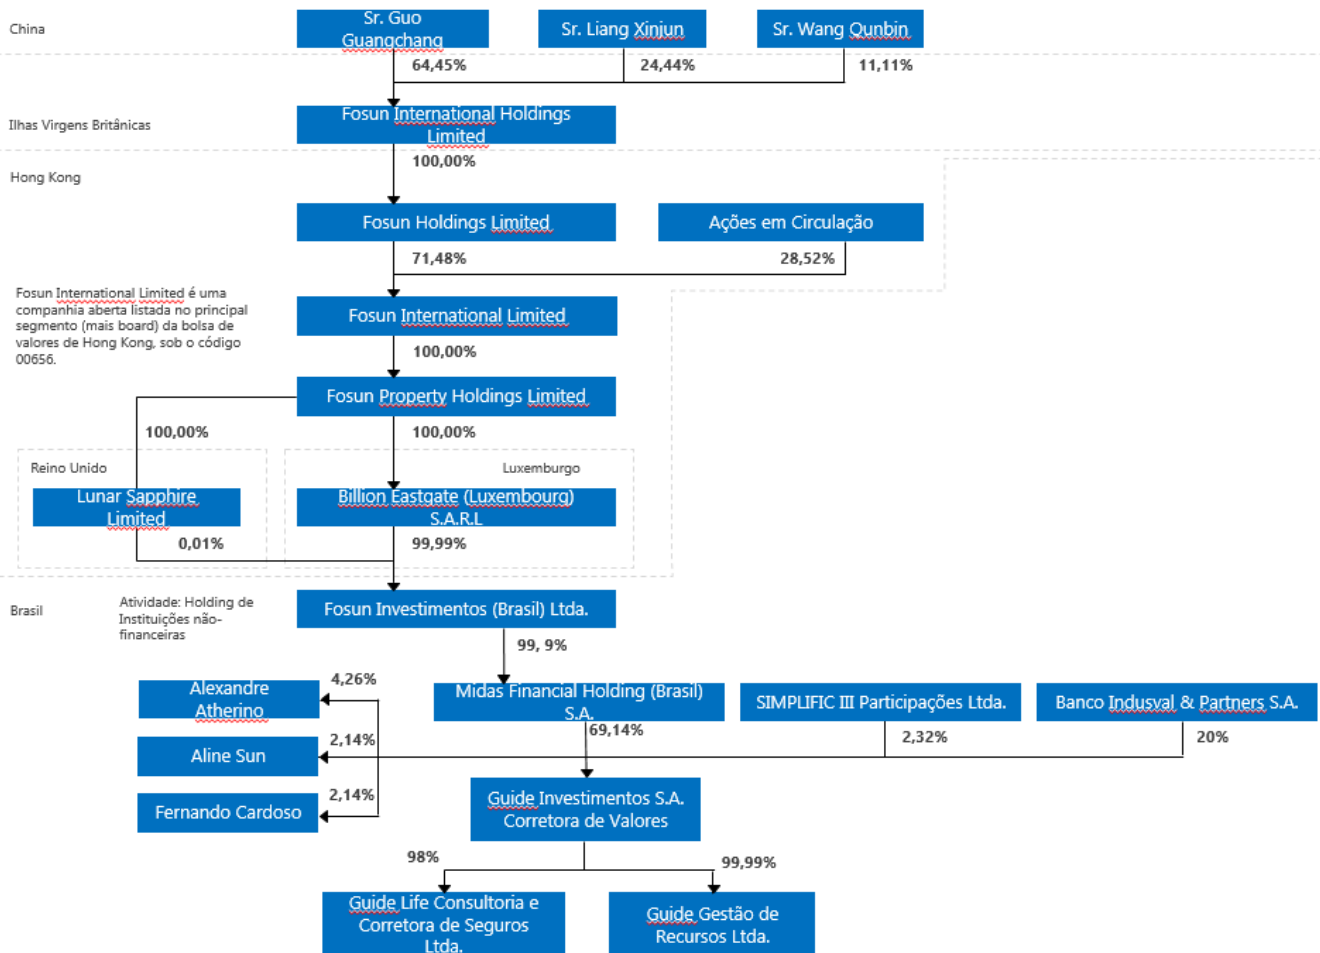 China
Sr. Guo
Guangchang
Sr. Liang Xinjun
Sr. Wang Qunbin
64,45%
24,44%
11,11%
Ilhas Virgens Britânicas
Fosun International Holdings
Limited
100,00%
Hong Kong
Fosun Holdings Limited
Ações em Circulação
71,48%
28,52%
Fosun International Limited é uma
companhia aberta listada no principal
segmento (mais board) da bolsa de
valores de Hong Kong, sob o código
00656.
Fosun International Limited
100,00%
Fosun Property Holdings Limited
100,00%
100,00%
Reino Unido
Luxemburgo
Lunar Sapphire
Limited
Billion Eastgate (Luxembourg)
S.A.R.L
0,01%
99,99%
Brasil
Atividade: Holding de
Instituições não-
financeiras
Fosun Investimentos (Brasil) Ltda.
99, 9%
Alexandre
Atherino
4,26%
Midas Financial Holding (Brasil)
S.A.
SIMPLIFIC III Participações Ltda.
Banco Indusval & Partners S.A.
69,14%
2,32%
20%
Aline Sun
2,14%
Fernando Cardoso
2,14%
Guide Investimentos S.A.
Corretora de Valores
98%
99,99%
Guide Life Consultoria e
Corretora de Seguros
Ltda.
Guide Gestão de
Recursos Ltda.